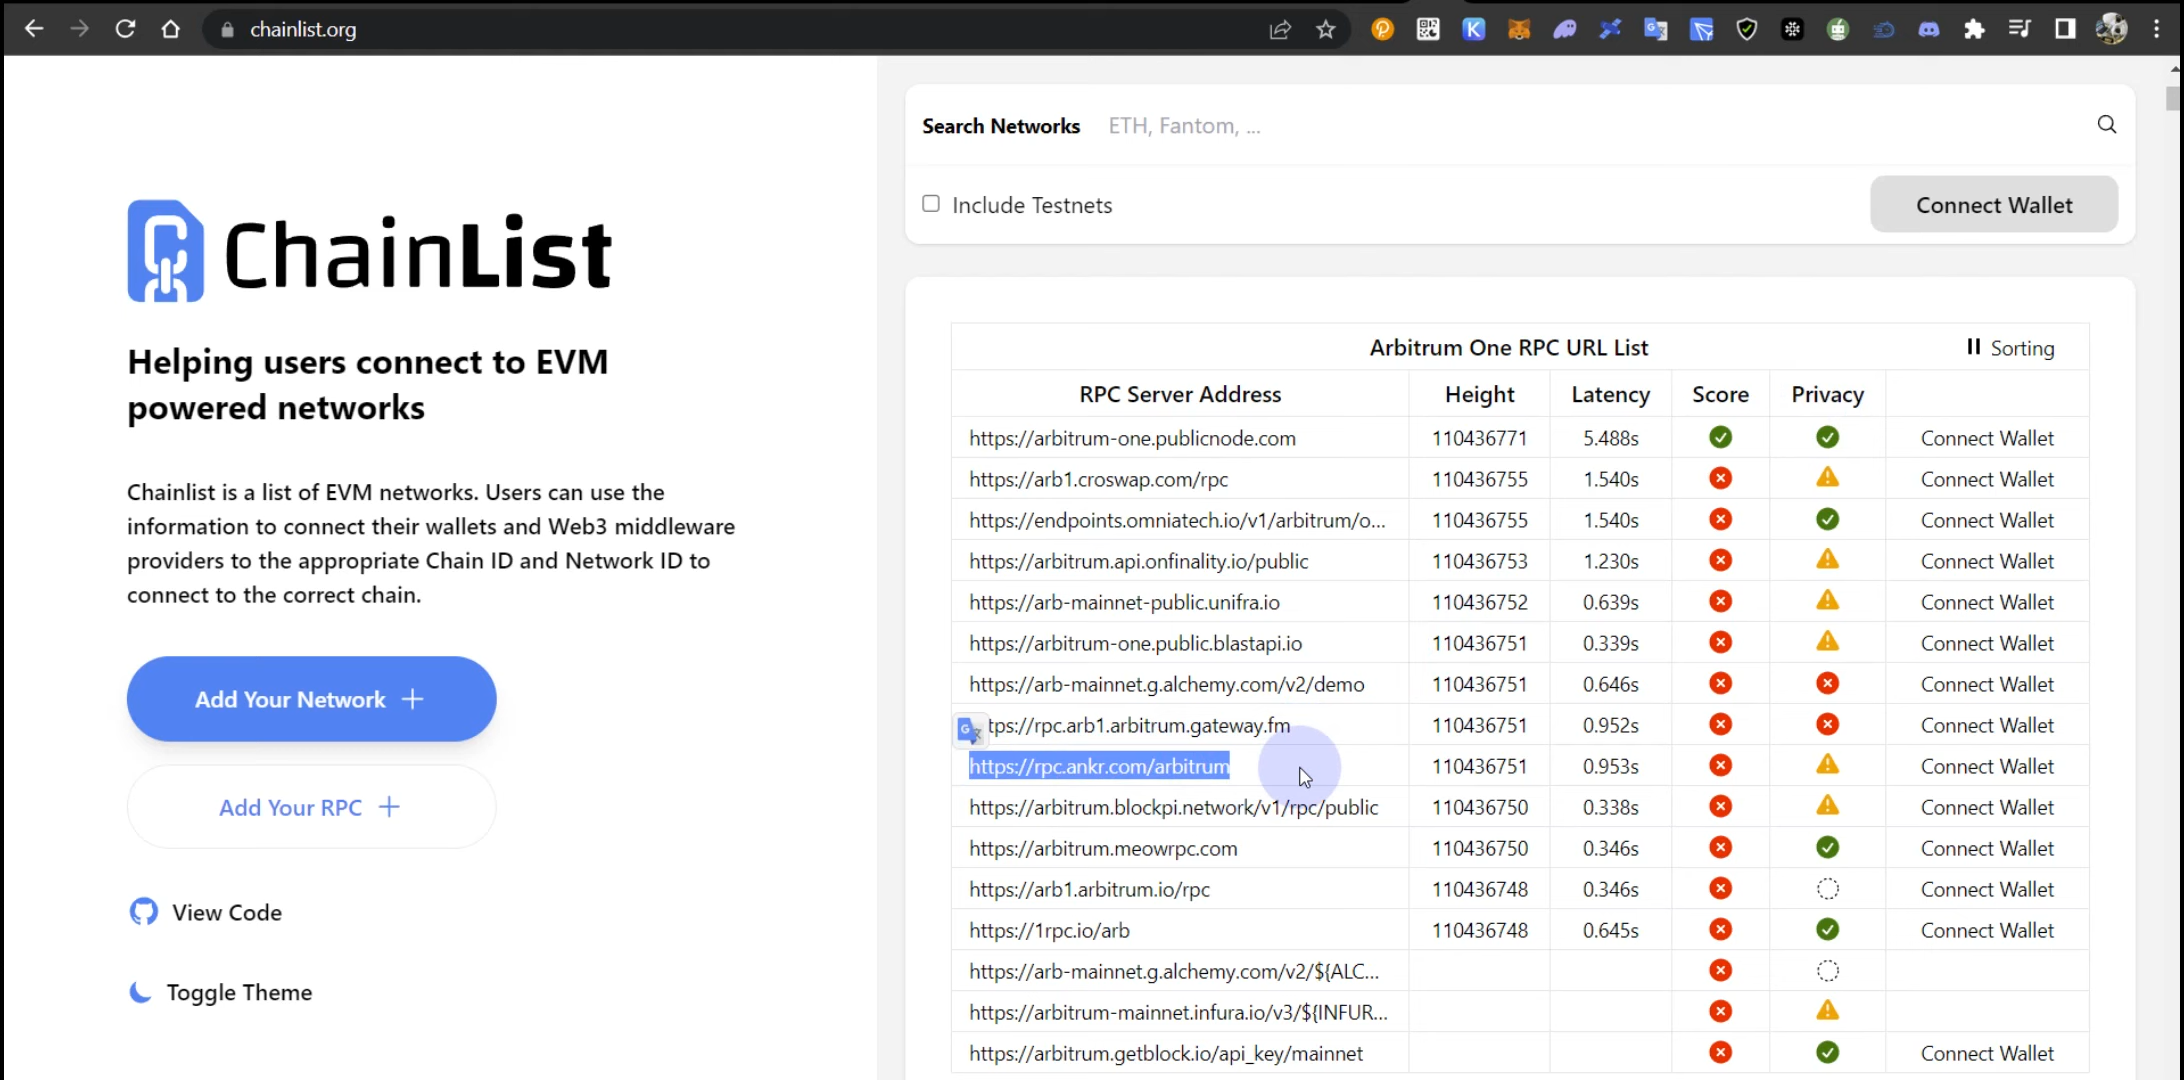 chainlist.org
ChainList
Helping users connect to EVM
powered networks
Chainlist is a list of EVM networks. Users can use the
information to connect their wallets and Web3 middleware
providers to the appropriate Chain ID and Network ID to
connect to the correct chain.
Add Your Network
Add Your RPC
View Code
Toggle Theme
Search Networks ETH, Fantom, ...
Include Testnets Connect Wallet
Arbitrum One RPC URL List Sorting
RPC Server Address Height Latency Score Privacy
https://arbitrum-one.publicnode.com 110436771 5.488s Connect Wallet
https://arb1.croswap.com/rpc 110436755 1.540s Connect Wallet
https://endpoints.omniatech.io/v1/arbitrum/o... 110436755 1.540s Connect Wallet
https://arbitrum.api.onfinality.io/public 110436753 1.230s Connect Wallet
https://arb-mainnet-public.unifra.io 110436752 0.639s Connect Wallet
https://arbitrum-one.public.blastapi.io 110436751 0.339s Connect Wallet
https://arb-mainnet.g.alchemy.com/v2/demo 110436751 0.646s Connect Wallet
tps://rpc.arb1.arbitrum.gateway.fm 110436751 0.952s Connect Wallet
https://rpc.ankr.com/arbitrum 110436751 0.953s Connect Wallet
https://arbitrum.blockpi.network/v1/rpc/public 110436750 0.338s Connect Wallet
https://arbitrum.meowrpc.com 110436750 0.346s Connect Wallet
https://arb1.arbitrum.io/rpc 110436748 0.346s Connect Wallet
https://1rpc.io/arb 110436748 0.645s Connect Wallet
https://arb-mainnet.g.alchemy.com/v2/${ALC...
https://arbitrum-mainnet.infura.io/v3/${INFUR...
https://arbitrum.getblock.io/api_key/mainnet Connect Wallet